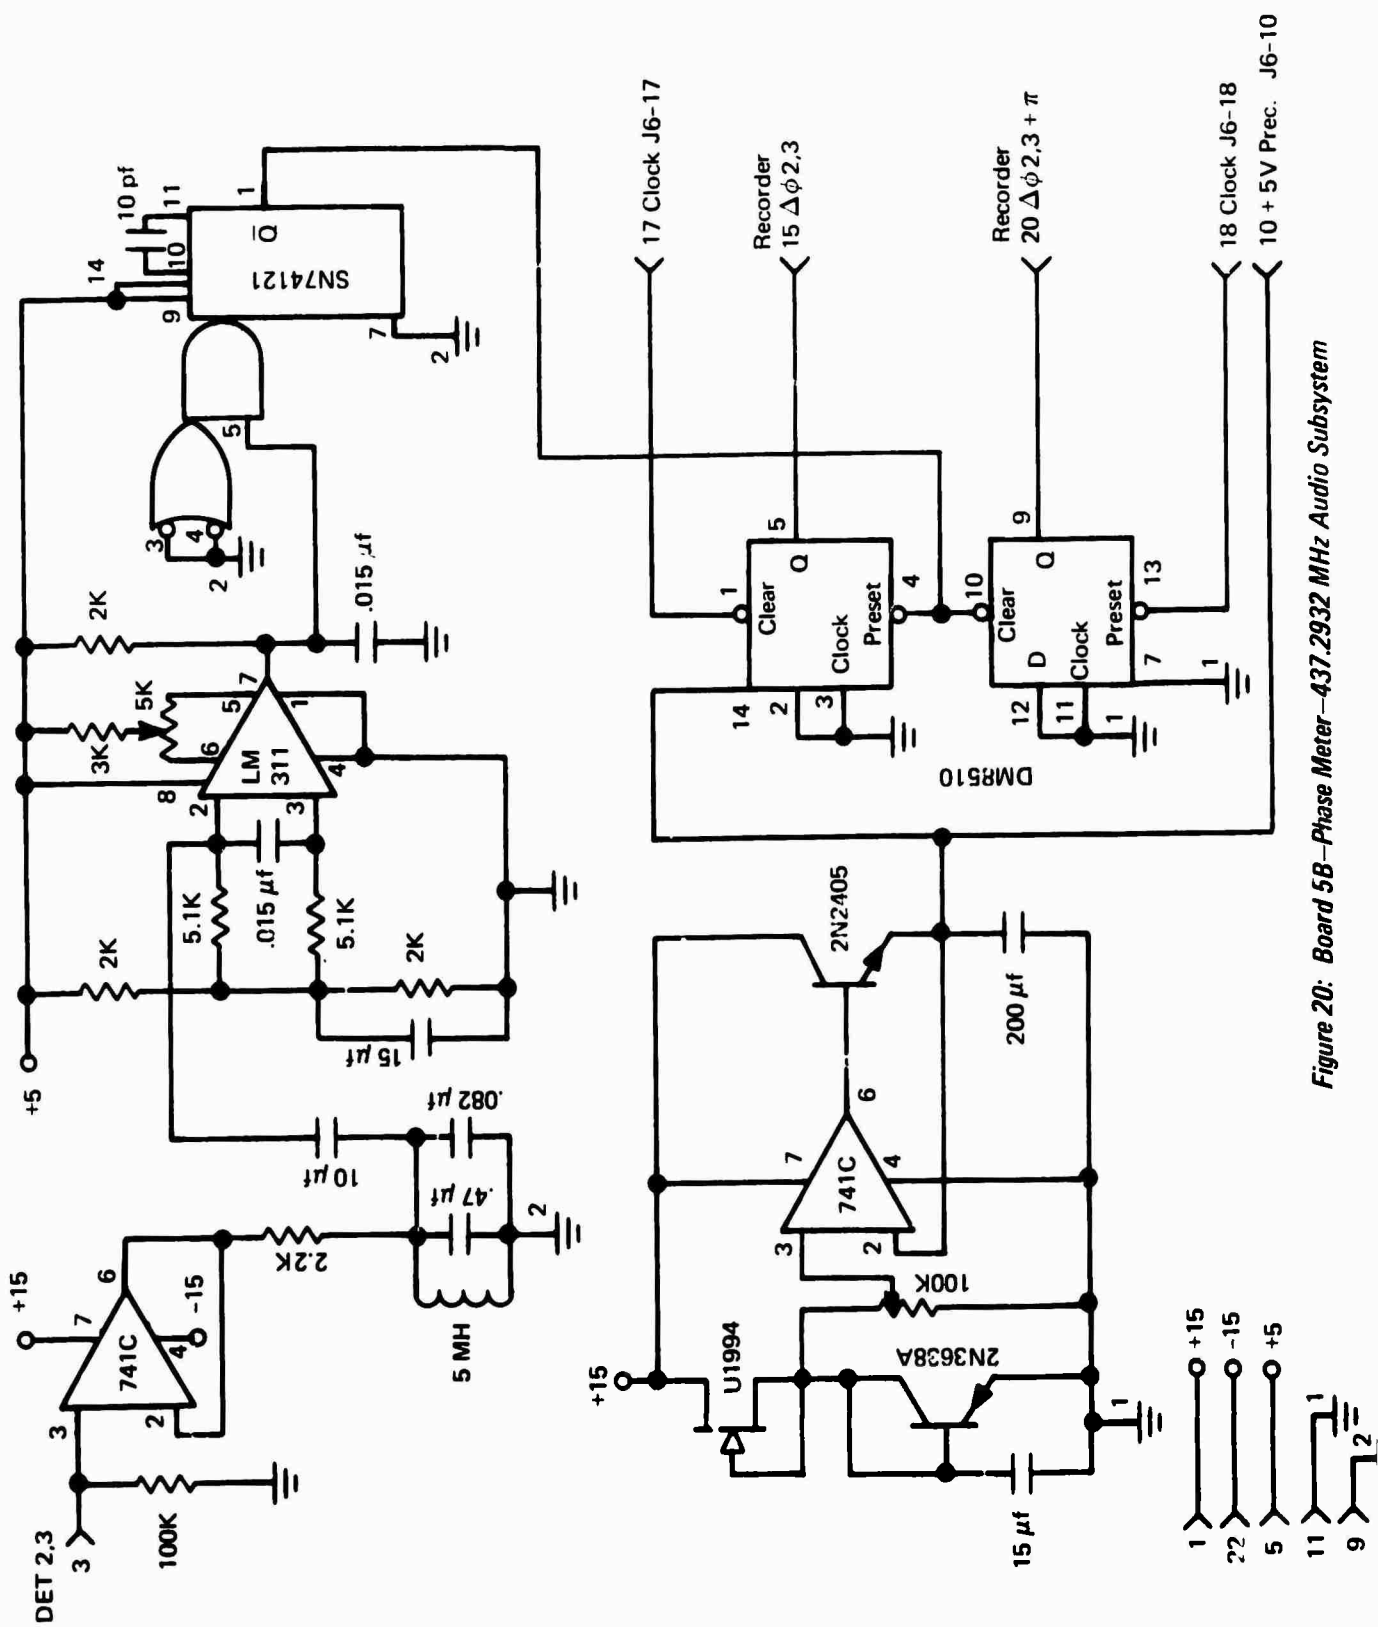 DET 2,3
3
100K
3
2
741C
7
+15
6
4
-15
2.2K
5 MH
.47 μf
.082 μf
2
10 μf
+5
2K
5.1K
.015 μf
5.1K
15 μf
2K
8
2
3
LM
311
3K
5K
6
5
7
1
4
2K
.015 μf
3
4
2
5
9
14
10
11
10 pf
SN74121
Q
1
7
2
17 Clock J6-17
Recorder
15 Δϕ 2,3
Recorder
20 Δϕ 2,3 + π
18 Clock J6-18
10 + 5 V Prec. J6-10
14
2
3
1
Clear
Q
5
Clock
Preset
4
10
Clear
D
Q
9
12
11
Clock
Preset
13
7
1
1
DM8510
+15
U1994
2N3638A
15 μf
1
100K
3
2
741C
7
4
6
2N2405
200 μf
1
+15
22
-15
5
+5
11
1
9
2
Figure 20: Board 5B—Phase Meter—437.2932 MHz Audio Subsystem